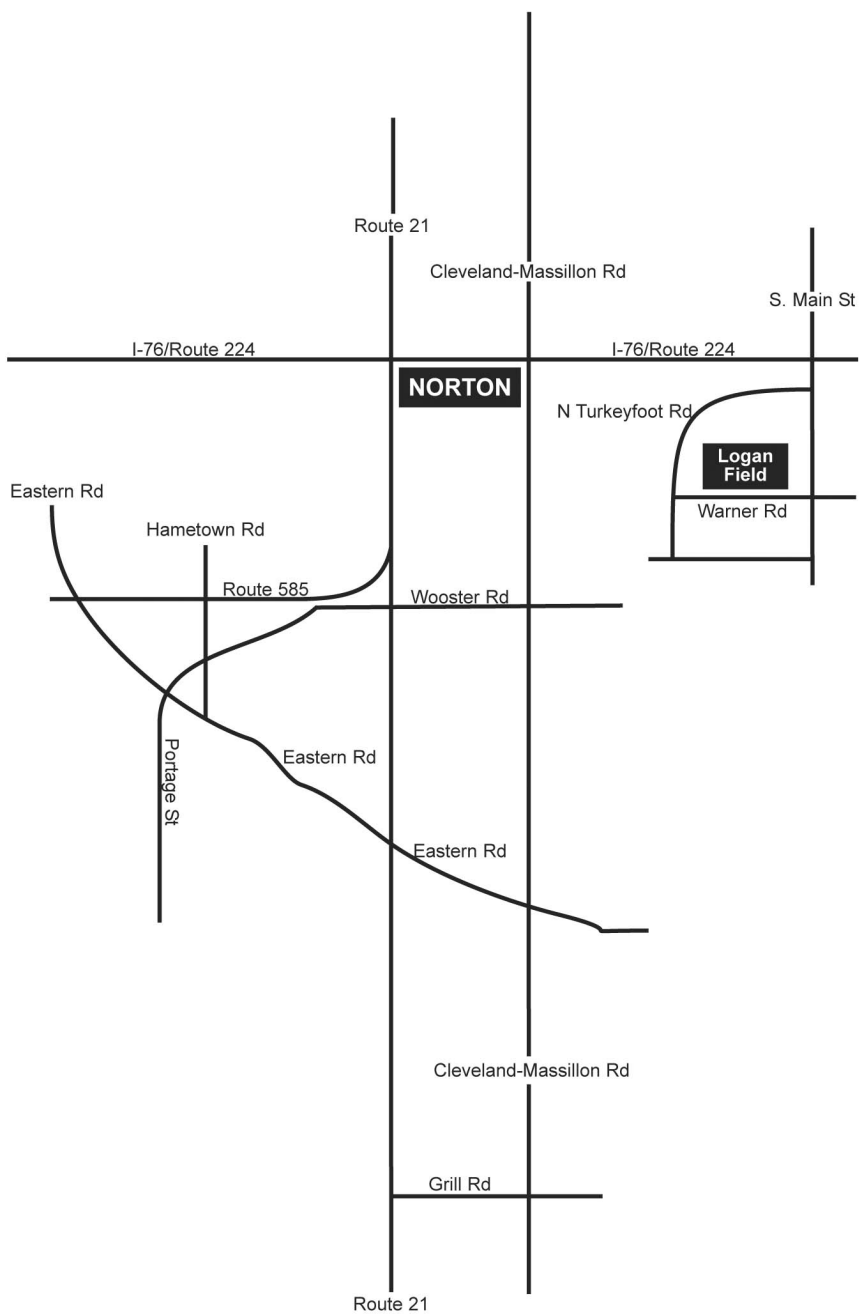 Route 21
Cleveland-Massillon Rd
S. Main St
I-76/Route 224
I-76/Route 224
NORTON
N Turkeyfoot Rd
Logan
Field
Eastern Rd
Warner Rd
Hametown Rd
Route 585
Wooster Rd
Portage St
Eastern Rd
Eastern Rd
Cleveland-Massillon Rd
Grill Rd
Route 21